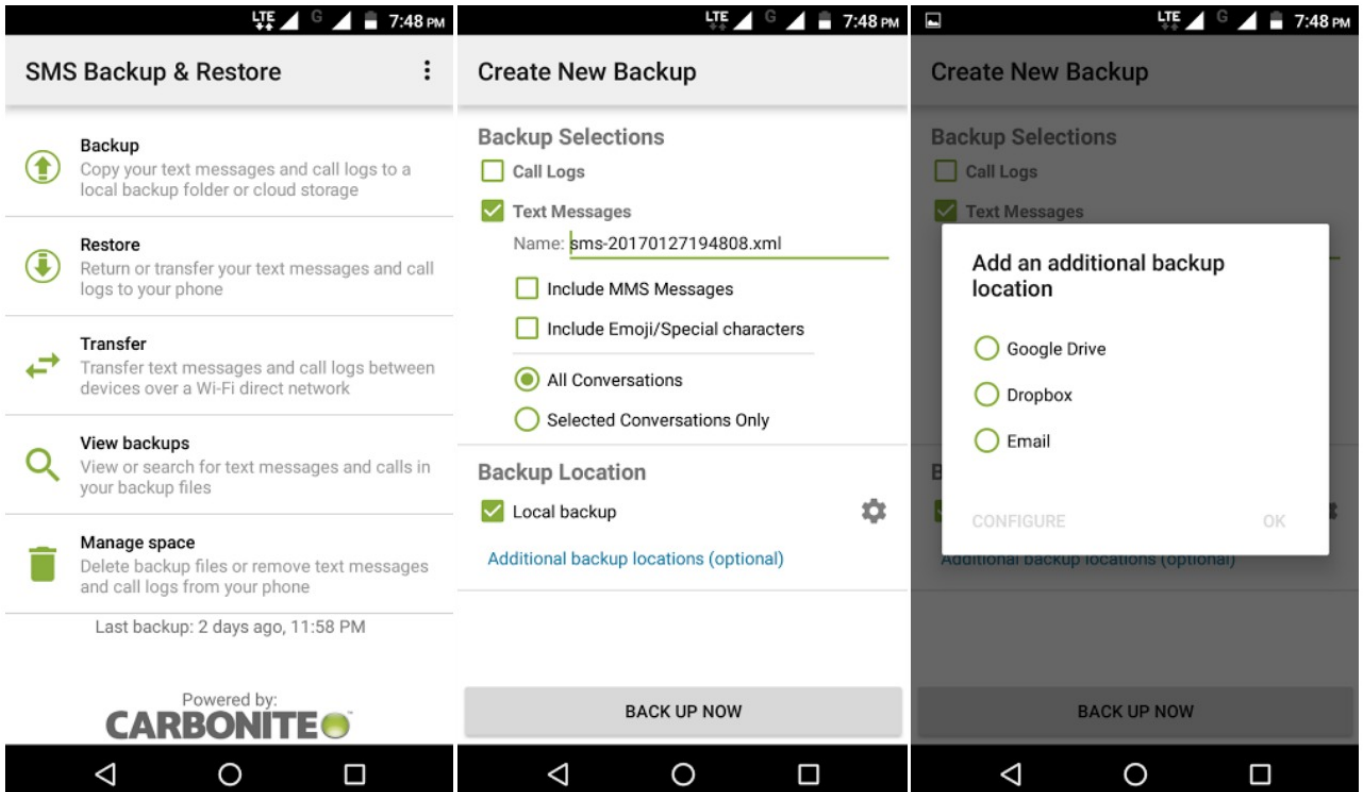 LTE G 7:48 PM
SMS Backup & Restore
Backup
Copy your text messages and call logs to a
local backup folder or cloud storage
Restore
Return or transfer your text messages and call
logs to your phone
Transfer
Transfer text messages and call logs between
devices over a Wi-Fi direct network
View backups
View or search for text messages and calls in
your backup files
Manage space
Delete backup files or remove text messages
and call logs from your phone
Last backup: 2 days ago, 11:58 PM
Powered by:
CARBONITE
LTE G 7:48 PM
Create New Backup
Backup Selections
Call Logs
Text Messages
Name: sms-20170127194808.xml
Include MMS Messages
Include Emoji/Special characters
All Conversations
Selected Conversations Only
Backup Location
Local backup
Additional backup locations (optional)
BACK UP NOW
LTE G 7:48 PM
Create New Backup
Backup Selections
Call Logs
Text Messages
Add an additional backup
location
Google Drive
Dropbox
Email
CONFIGURE OK
Additional backup locations (optional)
BACK UP NOW